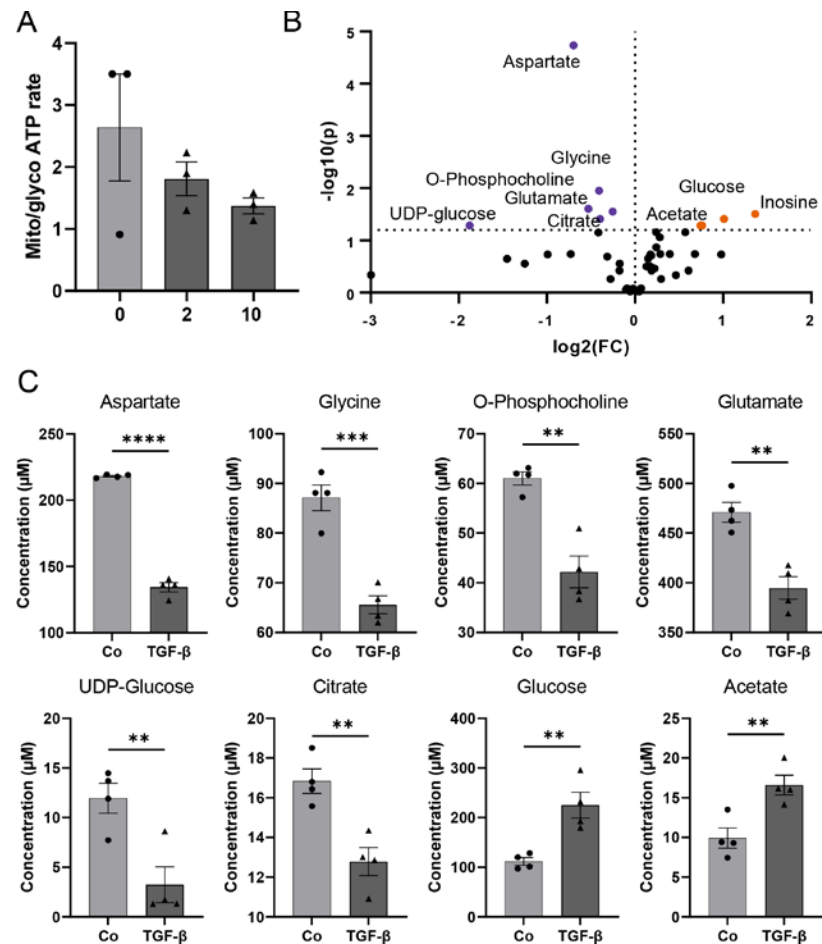 A
Mito/glyco ATP rate
4
3
2
1
0
0 2 10
B
-log10(p)
5
4
3
2
1
0
Aspartate
Glycine
O-Phosphocholine
Glutamate
Glucose
Inosine
UDP-glucose
Citrate
Acetate
-3 -2 -1 0 1 2
log2(FC)
C
Aspartate
Concentration (µM)
250
220
190
160
130
100
****
Co TGF-β
Glycine
Concentration (µM)
100
90
80
70
60
***
Co TGF-β
O-Phosphocholine
Concentration (µM)
70
60
50
40
30
**
Co TGF-β
Glutamate
Concentration (µM)
550
500
450
400
350
**
Co TGF-β
UDP-Glucose
Concentration (µM)
20
15
10
5
0
**
Co TGF-β
Citrate
Concentration (µM)
20
18
16
14
12
10
**
Co TGF-β
Glucose
Concentration (µM)
400
300
200
100
0
**
Co TGF-β
Acetate
Concentration (µM)
25
20
15
10
5
0
**
Co TGF-β